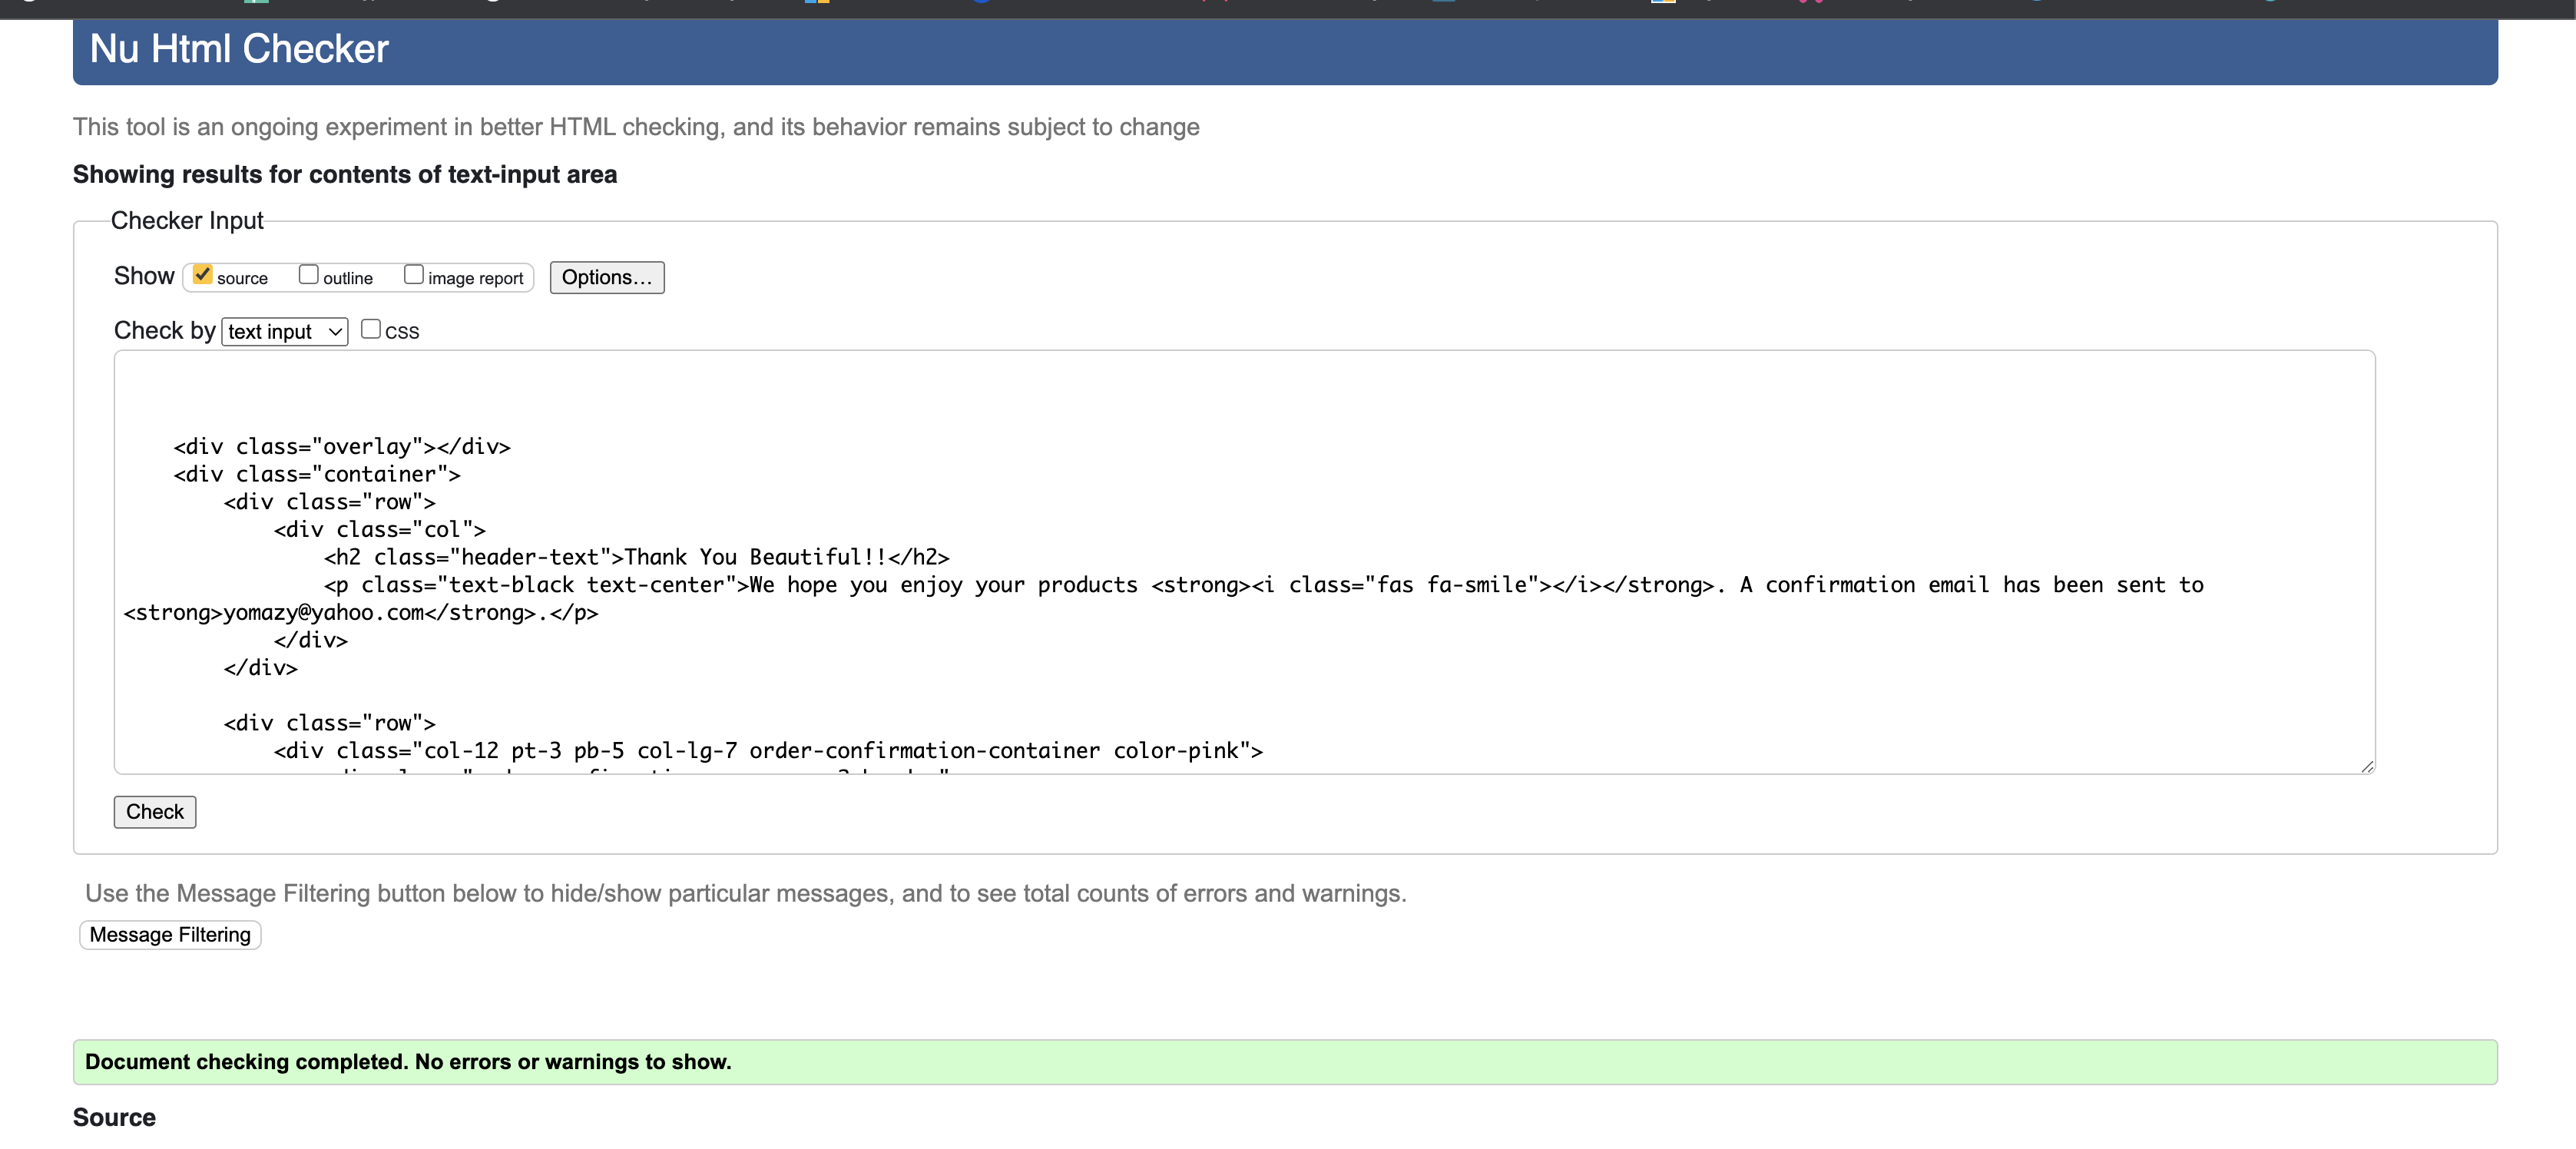 Nu Html Checker
This tool is an ongoing experiment in better HTML checking, and its behavior remains subject to change
Showing results for contents of text-input area
Checker Input
Show source outline image report Options...
Check by text input CSS
<div class="overlay"></div>
<div class="container">
<div class="row">
<div class="col">
<h2 class="header-text">Thank You Beautiful!!</h2>
<p class="text-black text-center">We hope you enjoy your products <strong><i class="fas fa-smile"></i></strong>. A confirmation email has been sent to
<strong>yomazy@yahoo.com</strong>.</p>
</div>
</div>
<div class="row">
<div class="col-12 pt-3 pb-5 col-lg-7 order-confirmation-container color-pink">
Check
Use the Message Filtering button below to hide/show particular messages, and to see total counts of errors and warnings.
Message Filtering
Document checking completed. No errors or warnings to show.
Source